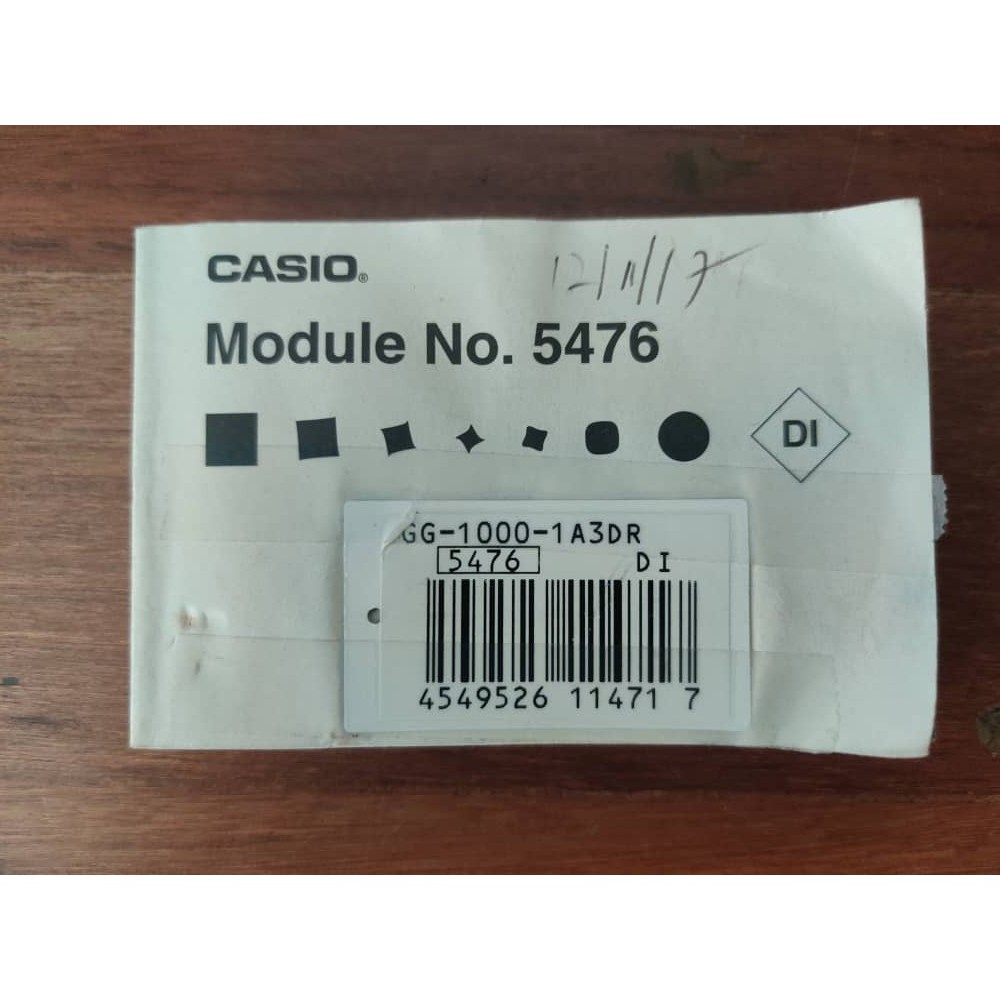 CASIO®
12/11/17
Module No. 5476
DI
GG-1000-1A3DR
5476 DI
4549526 11471 7